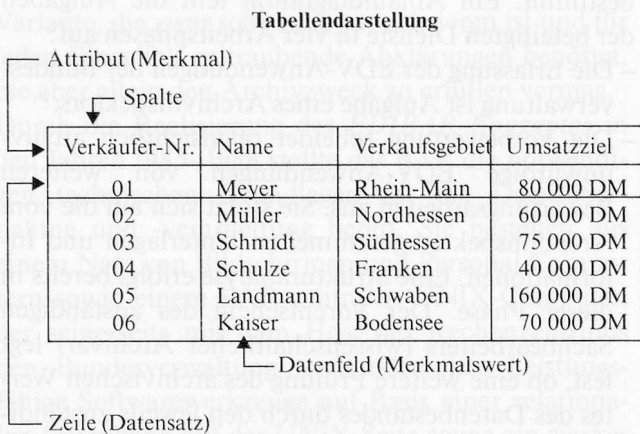 Tabellendarstellung
Attribut (Merkmal)
Spalte
Verkäufer-Nr. Name Verkaufsgebiet Umsatzziel
01 Meyer Rhein-Main 80 000 DM
02 Müller Nordhessen 60 000 DM
03 Schmidt Südhessen 75 000 DM
04 Schulze Franken 40 000 DM
05 Landmann Schwaben 160 000 DM
06 Kaiser Bodensee 70 000 DM
Datenfeld (Merkmalswert)
Zeile (Datensatz)